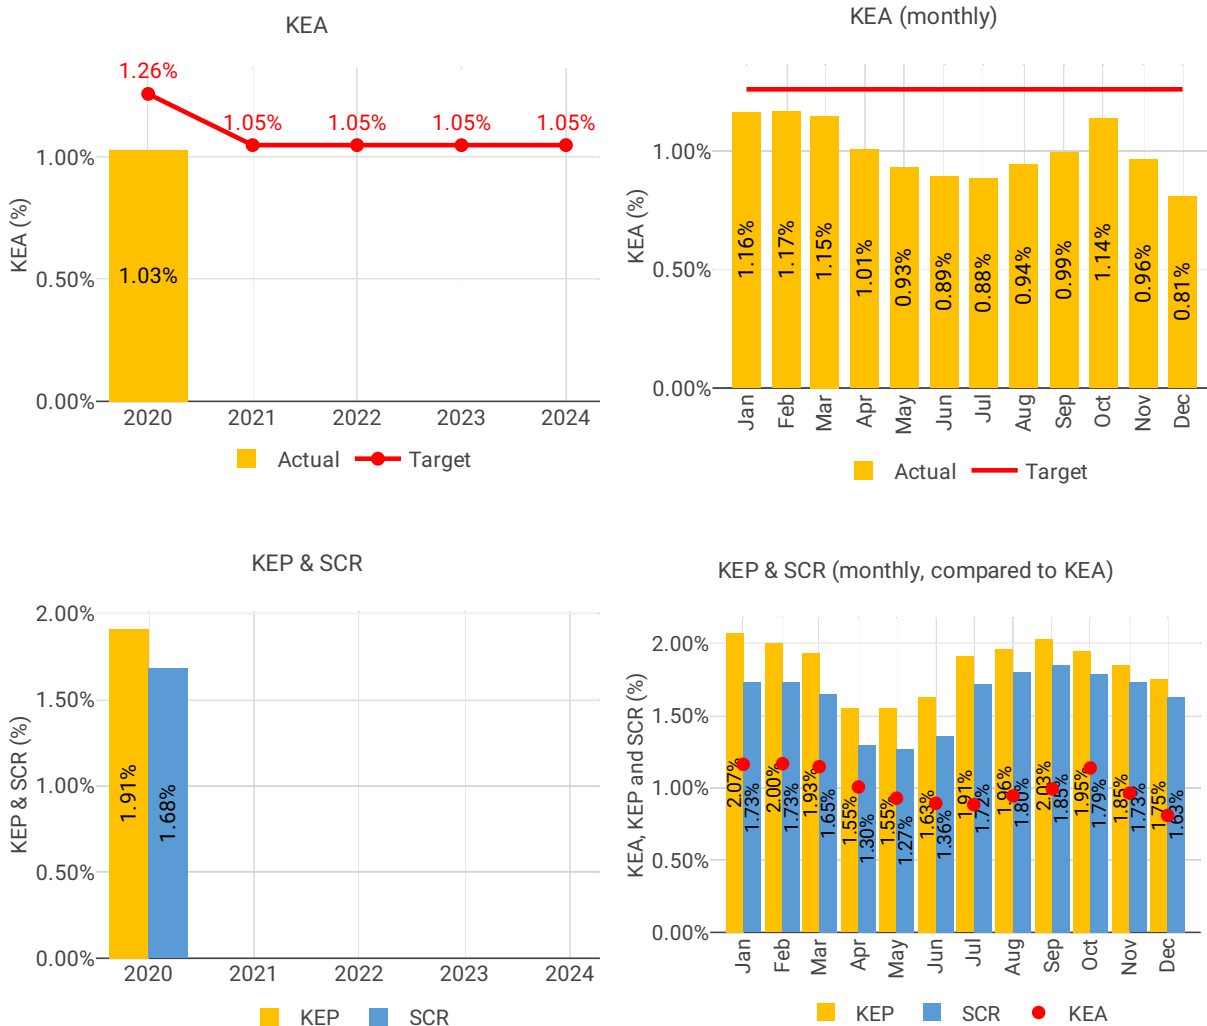 KEA
1.26%
1.05%
1.05%
1.05%
1.05%
1.00%
0.50%
0.00%
KEA (%)
1.03%
2020
2021
2022
2023
2024
Actual
Target
KEA (monthly)
1.00%
0.50%
0.00%
KEA (%)
1.16%
1.17%
1.15%
1.01%
0.93%
0.89%
0.88%
0.94%
0.99%
1.14%
0.96%
0.81%
Jan
Feb
Mar
Apr
May
Jun
Jul
Aug
Sep
Oct
Nov
Dec
Actual
Target
KEP & SCR
2.00%
1.50%
1.00%
0.50%
0.00%
KEP & SCR (%)
1.91%
1.68%
2020
2021
2022
2023
2024
KEP
SCR
KEP & SCR (monthly, compared to KEA)
2.00%
1.50%
1.00%
0.50%
0.00%
KEA, KEP and SCR (%)
2.07%
1.73%
2.00%
1.73%
1.93%
1.65%
1.55%
1.30%
1.55%
1.27%
1.63%
1.36%
1.91%
1.72%
1.96%
1.80%
2.03%
1.85%
1.95%
1.79%
1.85%
1.73%
1.75%
1.63%
Jan
Feb
Mar
Apr
May
Jun
Jul
Aug
Sep
Oct
Nov
Dec
KEP
SCR
KEA